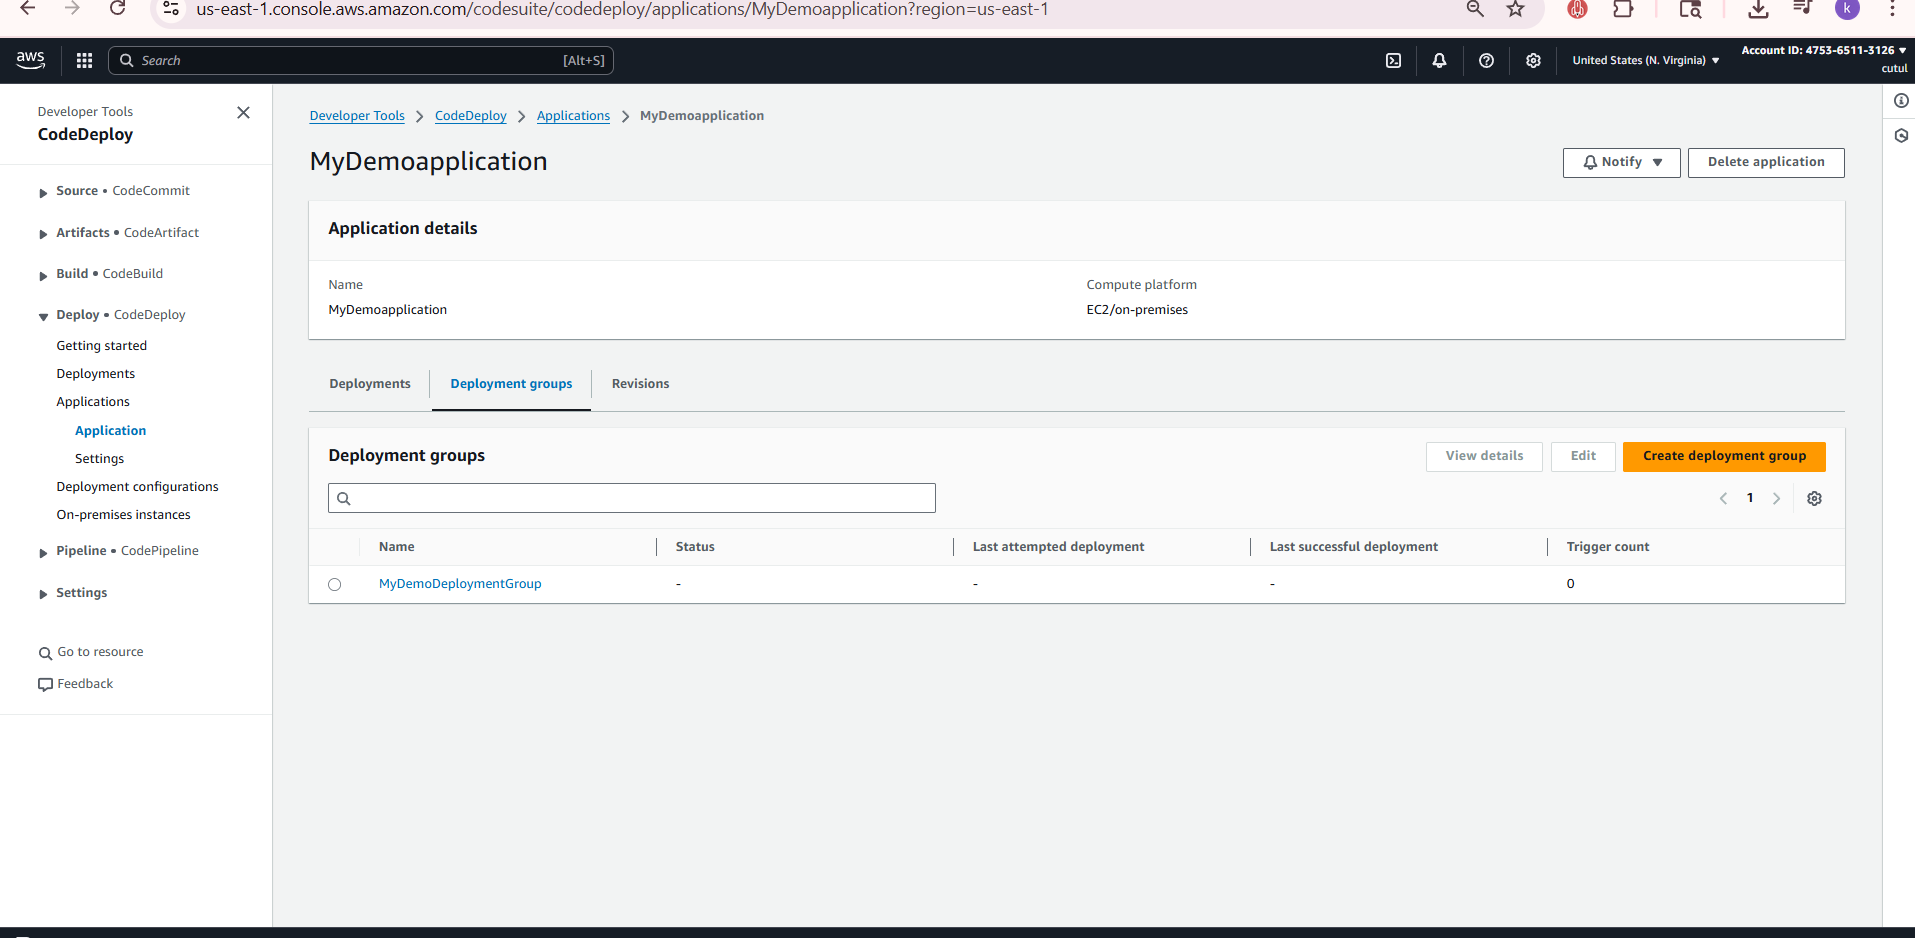 us-east-1.console.aws.amazon.com/codesuite/codedeploy/applications/MyDemoapplication?region=us-east-1
k
aws
Search
[Alt+S]
United States (N. Virginia)
Account ID: 4753-6511-3126
cutul
Developer Tools
CodeDeploy
Source • CodeCommit
Artifacts • CodeArtifact
Build • CodeBuild
Deploy • CodeDeploy
Getting started
Deployments
Applications
Application
Settings
Deployment configurations
On-premises instances
Pipeline • CodePipeline
Settings
Go to resource
Feedback
Developer Tools > CodeDeploy > Applications > MyDemoapplication
MyDemoapplication
Notify
Delete application
Application details
Name
MyDemoapplication
Compute platform
EC2/on-premises
Deployments
Deployment groups
Revisions
Deployment groups
View details
Edit
Create deployment group
1
Name Status Last attempted deployment Last successful deployment Trigger count
MyDemoDeploymentGroup - - - 0